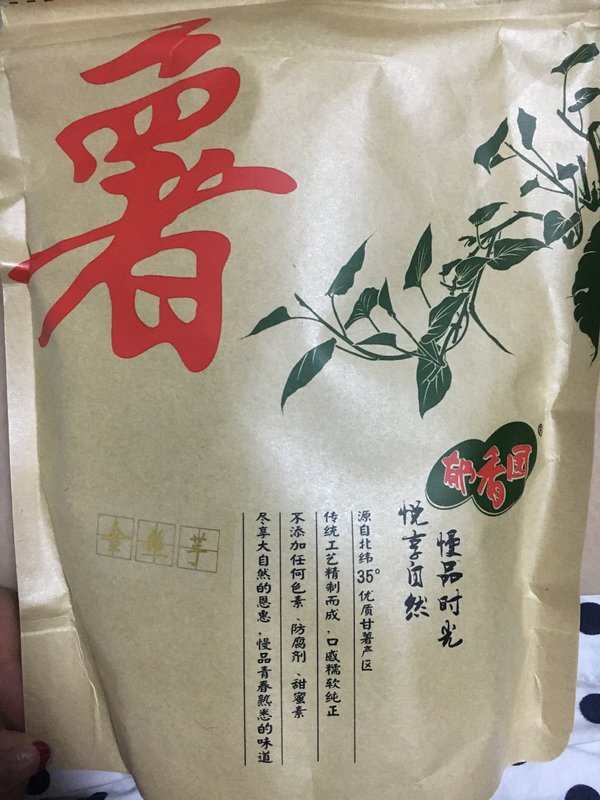 薯
郁香园
®
慢品时光
悦享自然
源自北纬35°优质甘薯产区
传统工艺精制而成，口感糯软纯正
不添加任何色素、防腐剂、甜蜜素
尽享大自然的恩惠，慢品青春熟悉的味道
金丝芋